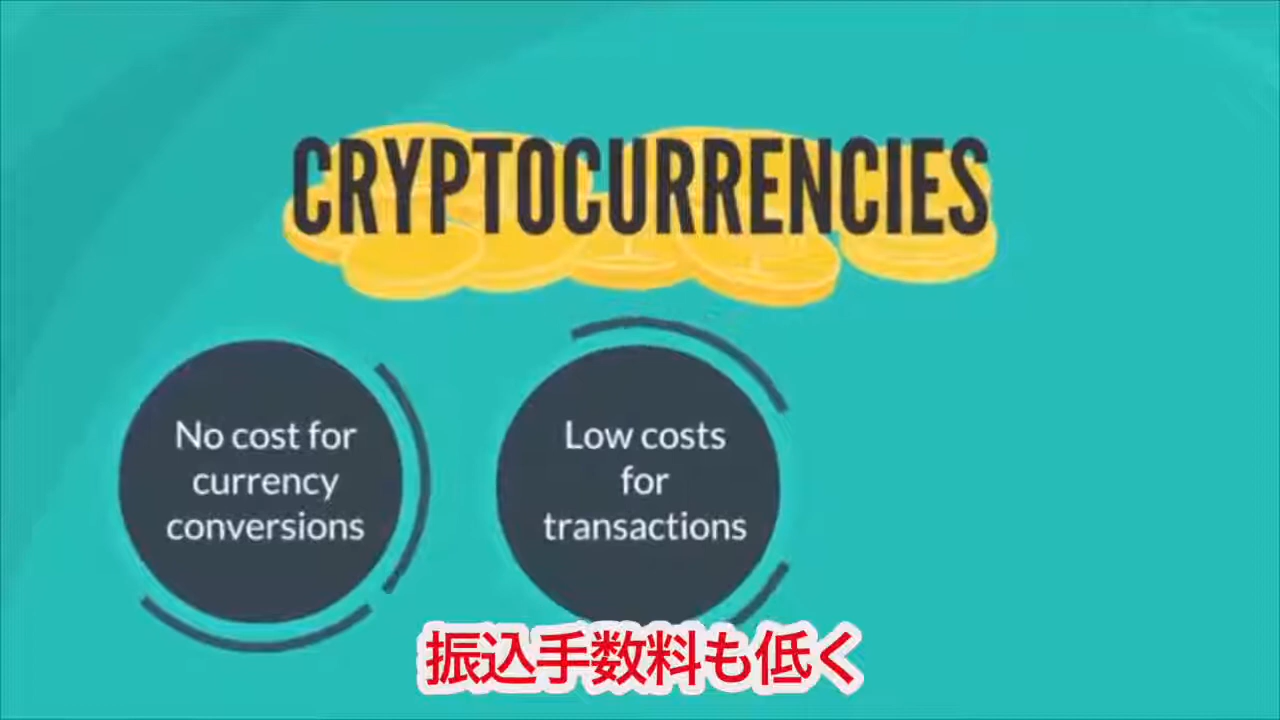 CRYPTOCURRENCIES
No cost for
currency
conversions
Low costs
for
transactions
振込手数料も低く